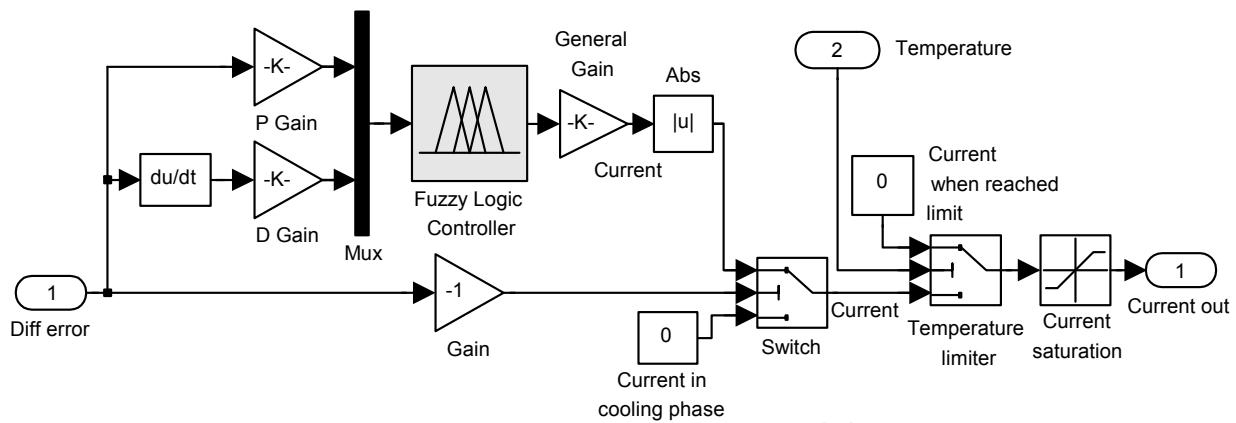 General
Gain
2
Temperature
-K-
P Gain
Abs
-K-
|u|
du/dt
-K-
D Gain
Mux
Fuzzy Logic
Controller
Current
0
Current
when reached
limit
1
Diff error
-1
Gain
0
Current in
cooling phase
Switch
Current
Temperature
limiter
Current
saturation
1
Current out